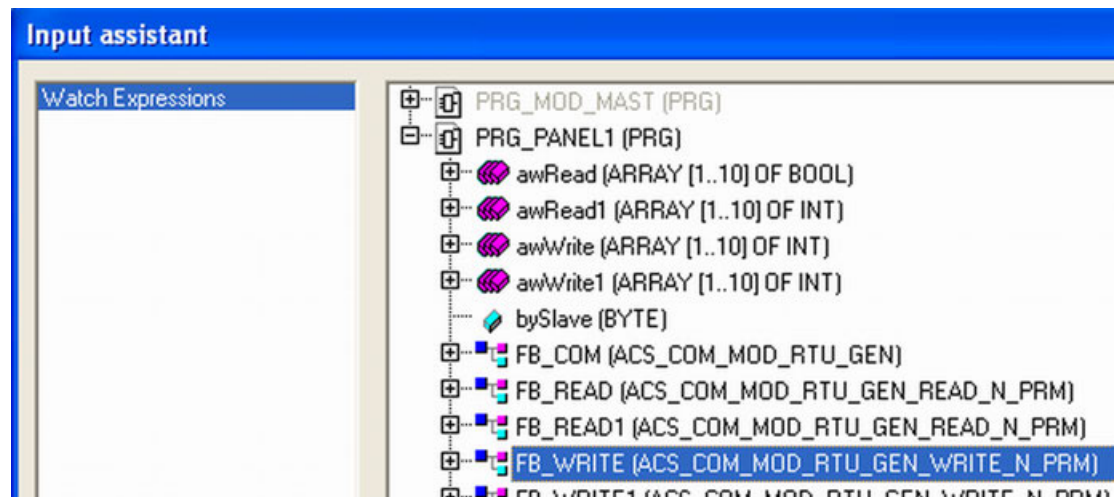 Input assistant
Watch Expressions
PRG_MOD_MAST (PRG)
PRG_PANEL1 (PRG)
awRead (ARRAY [1..10] OF BOOL)
awRead1 (ARRAY [1..10] OF INT)
awWrite (ARRAY [1..10] OF INT)
awWrite1 (ARRAY [1..10] OF INT)
bySlave (BYTE)
FB_COM (ACS_COM_MOD_RTU_GEN)
FB_READ (ACS_COM_MOD_RTU_GEN_READ_N_PRM)
FB_READ1 (ACS_COM_MOD_RTU_GEN_READ_N_PRM)
FB_WRITE (ACS_COM_MOD_RTU_GEN_WRITE_N_PRM)
FB_WRITE1 (ACS_COM_MOD_RTU_GEN_WRITE_N_PRM)